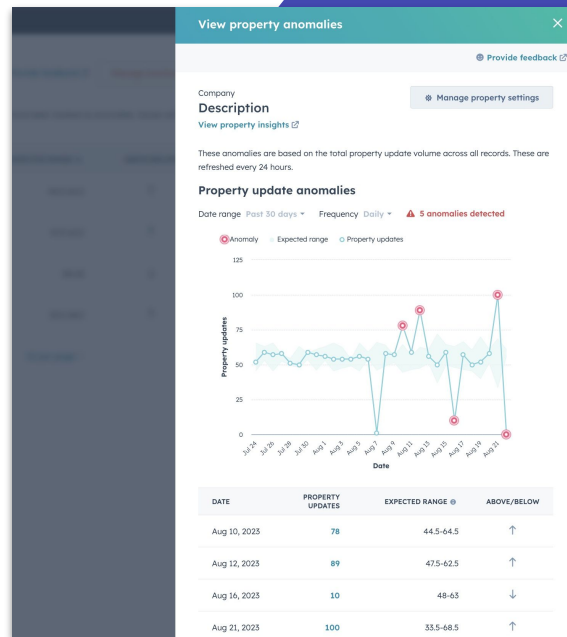 View property anomalies
Provide feedback
Company
Description
Manage property settings
View property insights
These anomalies are based on the total property update volume across all records. These are
refreshed every 24 hours.
Property update anomalies
Date range Past 30 days Frequency Daily 5 anomalies detected
Anomaly Expected range Property updates
125
100
75
50
25
0
Property updates
Jul 24 Jul 26 Jul 28 Jul 30 Aug 1 Aug 3 Aug 5 Aug 7 Aug 9 Aug 11 Aug 13 Aug 15 Aug 17 Aug 19 Aug 21
Date
DATE PROPERTY UPDATES EXPECTED RANGE ABOVE/BELOW
Aug 10, 2023 78 44.5-64.5 ↑
Aug 12, 2023 89 47.5-62.5 ↑
Aug 16, 2023 10 48-63 ↓
Aug 21, 2023 100 33.5-68.5 ↑